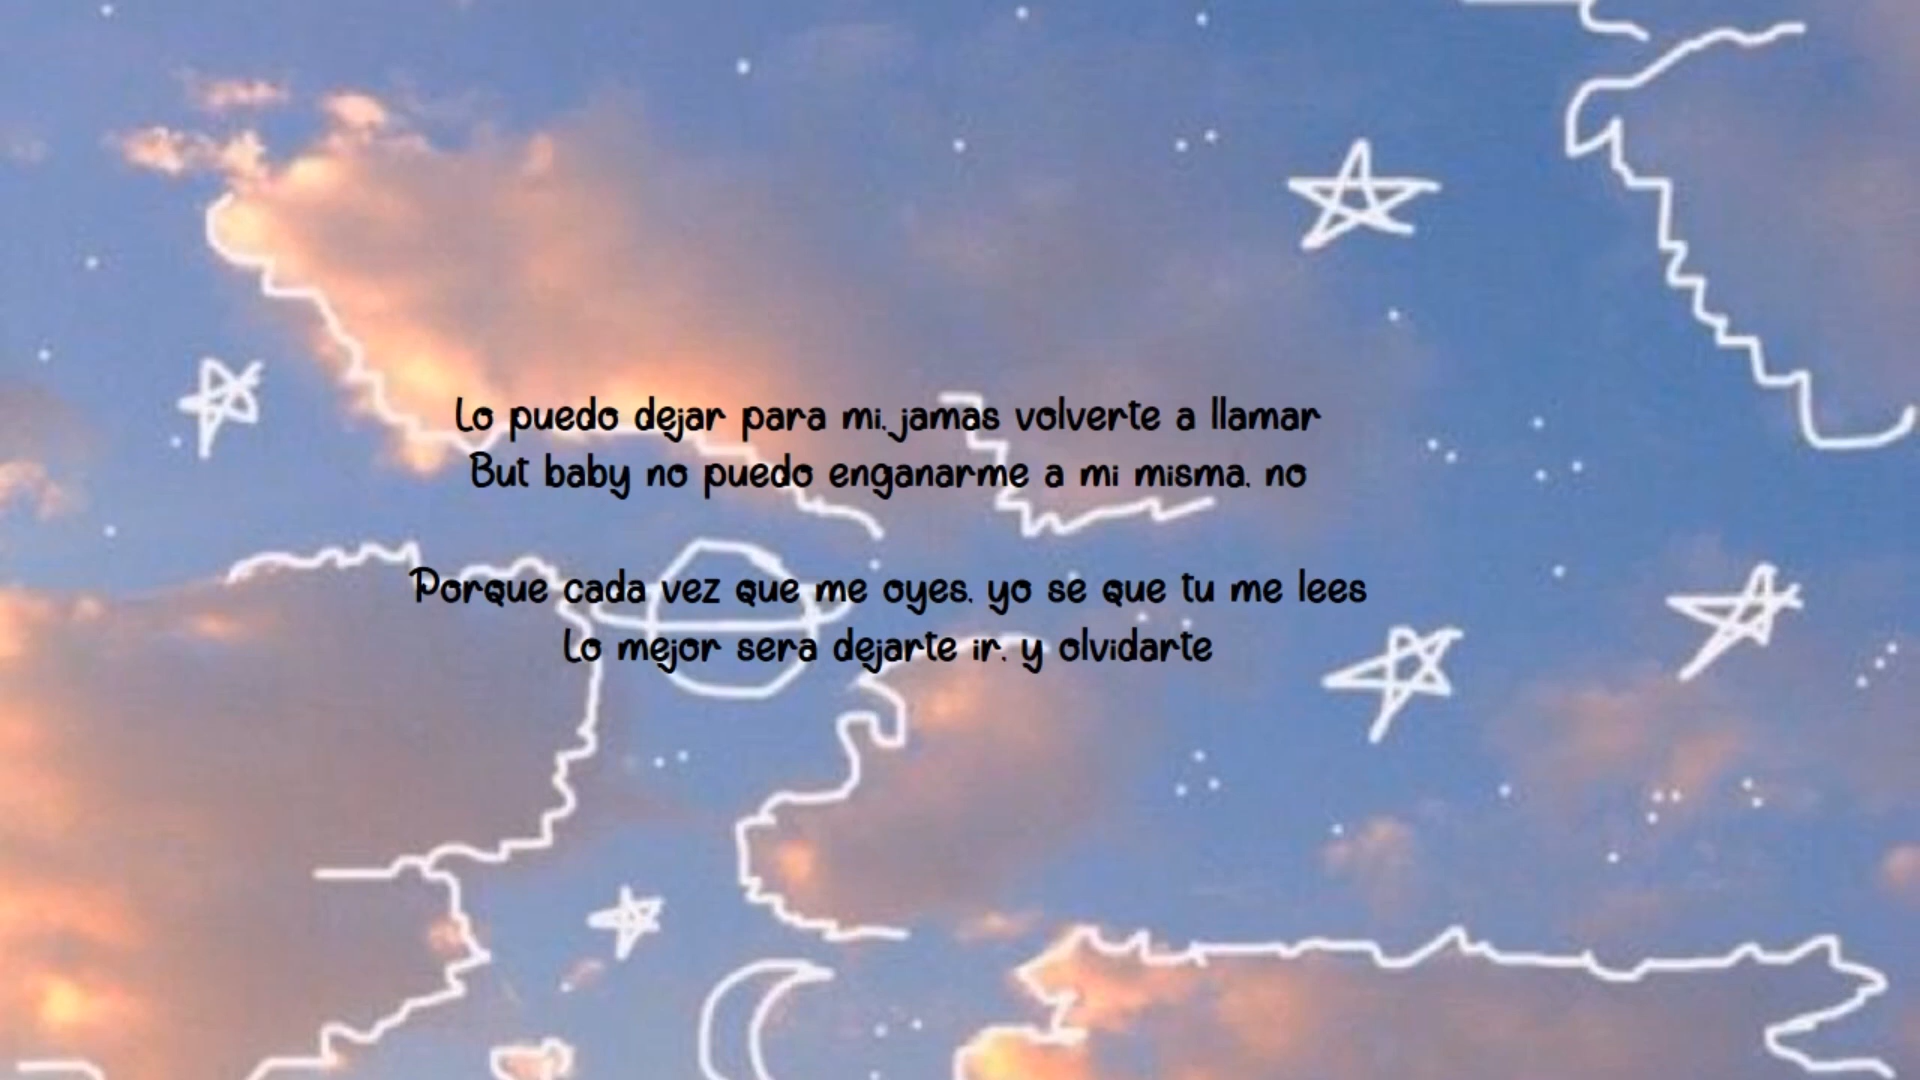 Lo puedo dejar para mi, jamas volverte a llamar
But baby no puedo enganarme a mi misma, no
Porque cada vez que me oyes, yo se que tu me lees
Lo mejor sera dejarte ir, y olvidarte